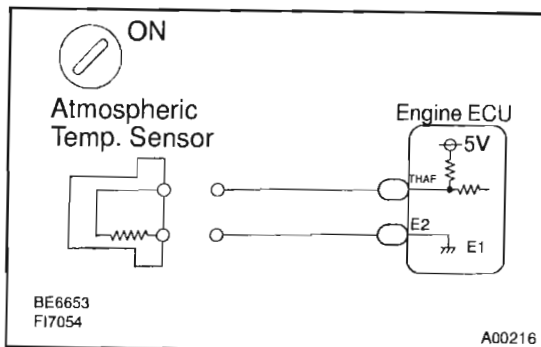 ON
Atmospheric
Temp. Sensor
Engine ECU
5V
THAF
E2
E1
BE6653
FI7054
A00216